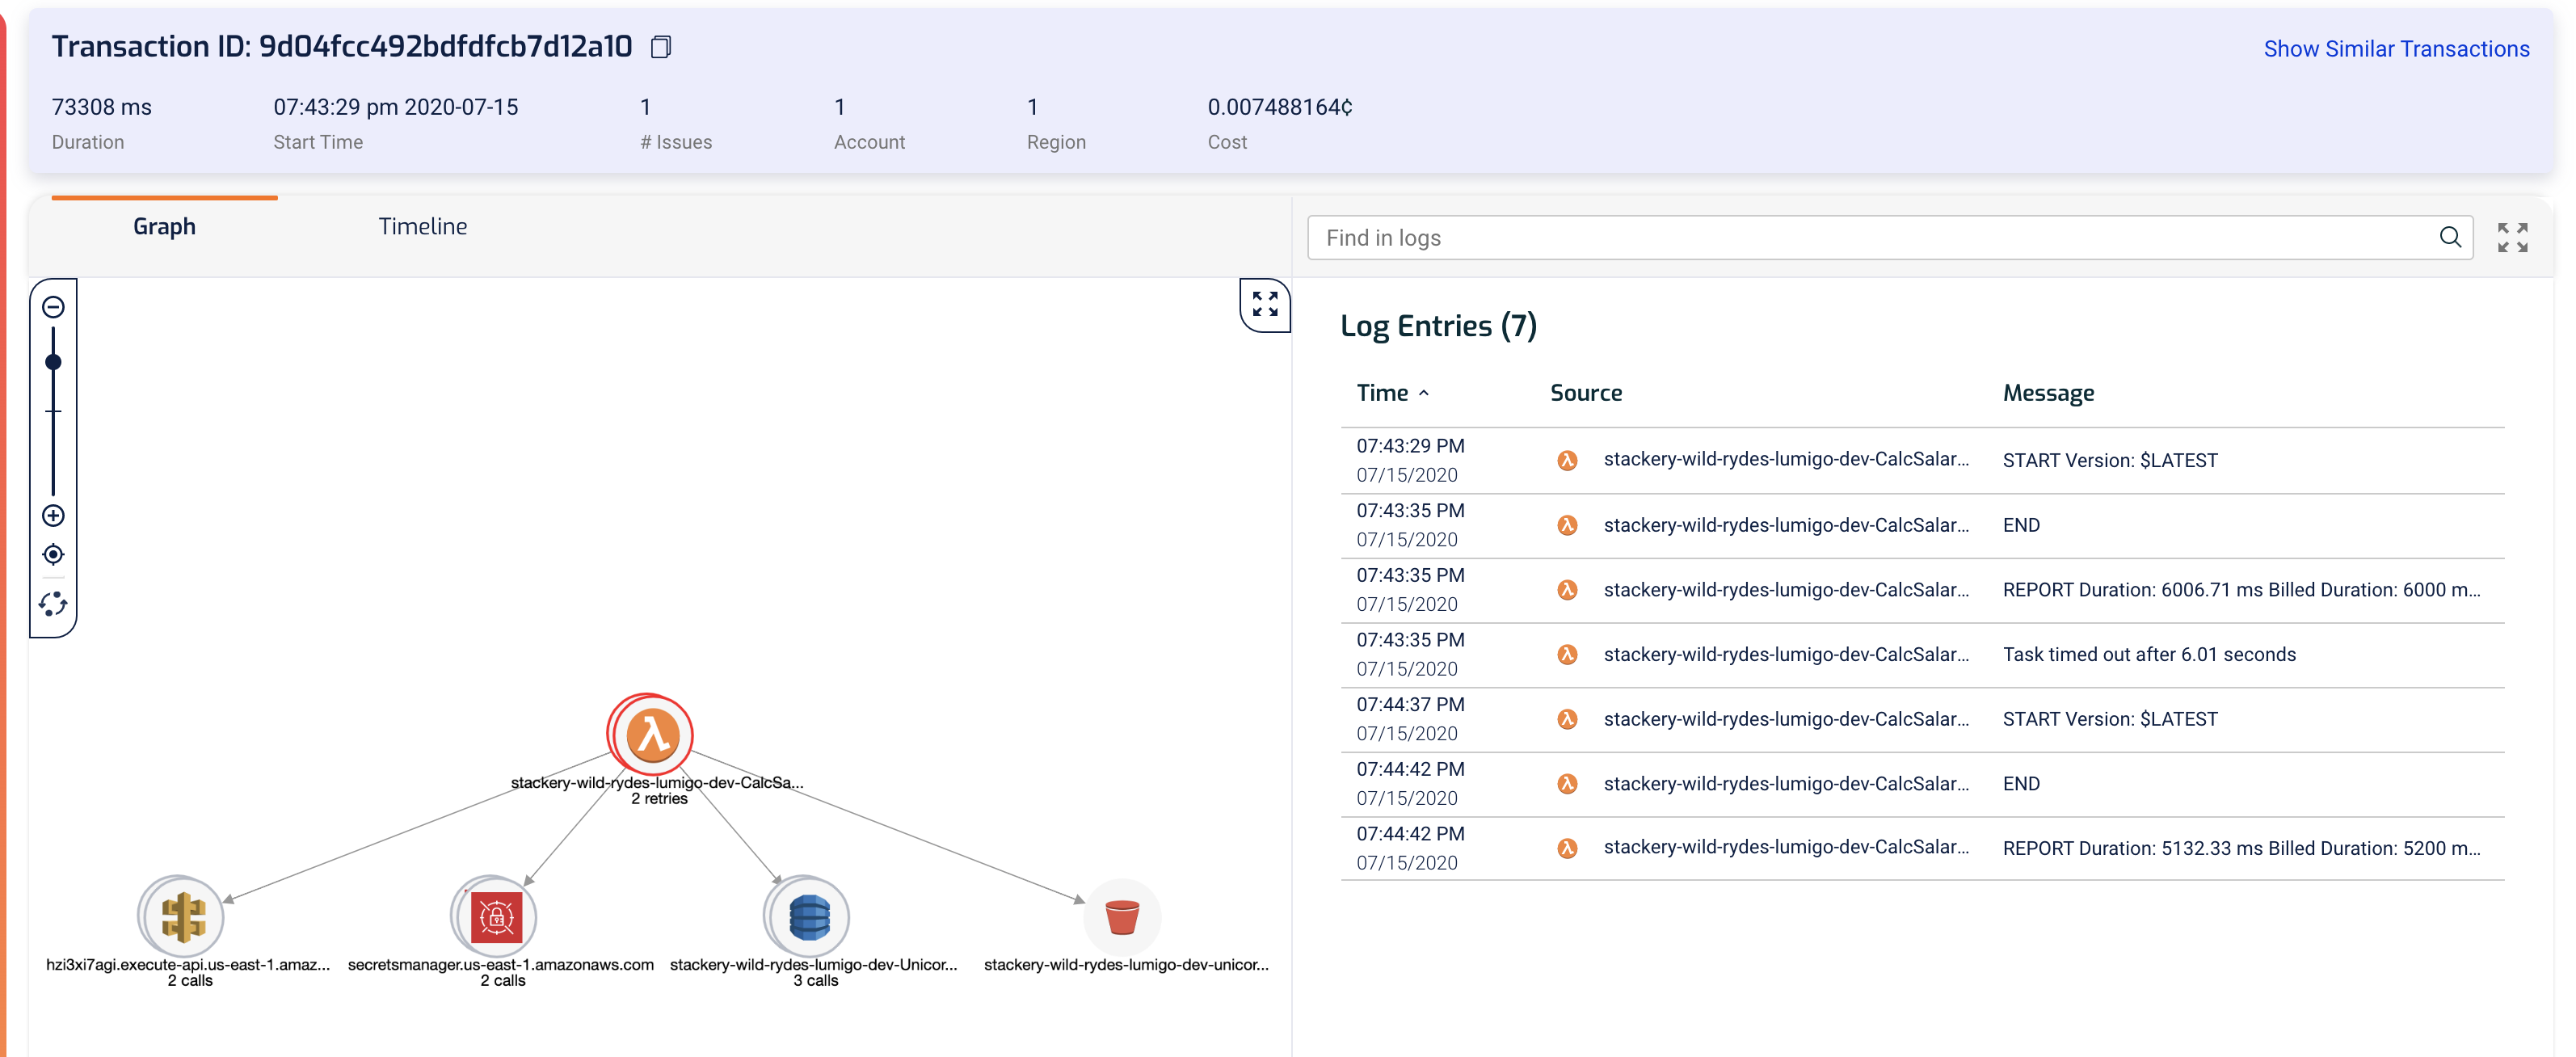 Transaction ID: 9d04fcc492bdfdfcb7d12a10
Show Similar Transactions
73308 ms
07:43:29 pm 2020-07-15
1
1
1
0.007488164¢
Duration
Start Time
# Issues
Account
Region
Cost
Graph
Timeline
Find in logs
Log Entries (7)
Time
Source
Message
07:43:29 PM
07/15/2020
stackery-wild-rydes-lumigo-dev-CalcSalar...
START Version: $LATEST
07:43:35 PM
07/15/2020
stackery-wild-rydes-lumigo-dev-CalcSalar...
END
07:43:35 PM
07/15/2020
stackery-wild-rydes-lumigo-dev-CalcSalar...
REPORT Duration: 6006.71 ms Billed Duration: 6000 m...
07:43:35 PM
07/15/2020
stackery-wild-rydes-lumigo-dev-CalcSalar...
Task timed out after 6.01 seconds
07:44:37 PM
07/15/2020
stackery-wild-rydes-lumigo-dev-CalcSalar...
START Version: $LATEST
07:44:42 PM
07/15/2020
stackery-wild-rydes-lumigo-dev-CalcSalar...
END
07:44:42 PM
07/15/2020
stackery-wild-rydes-lumigo-dev-CalcSalar...
REPORT Duration: 5132.33 ms Billed Duration: 5200 m...
stackery-wild-rydes-lumigo-dev-CalcSa...
2 retries
hzi3xi7agi.execute-api.us-east-1.amaz...
2 calls
secretsmanager.us-east-1.amazonaws.com
2 calls
stackery-wild-rydes-lumigo-dev-Unicor...
3 calls
stackery-wild-rydes-lumigo-dev-unicor...